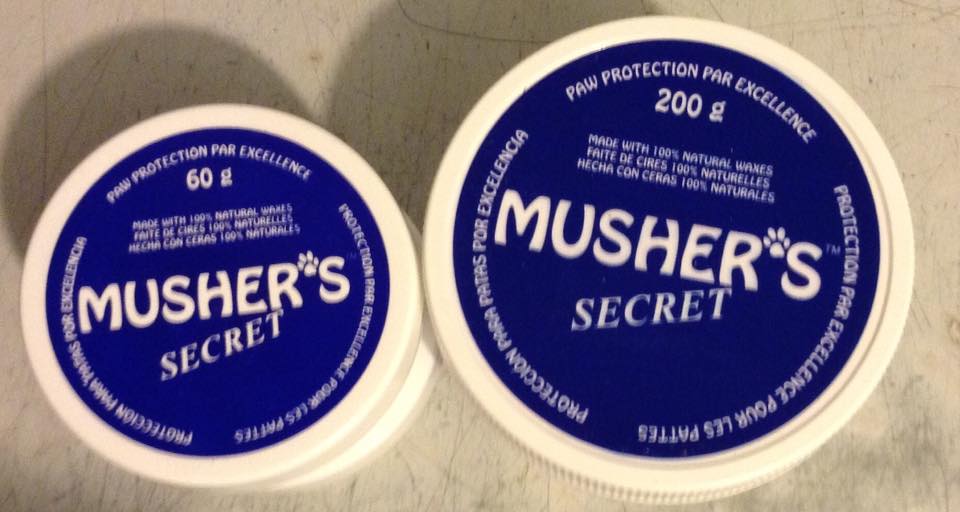 PAW PROTECTION PAR EXCELLENCE
60 g
MADE WITH 100% NATURAL WAXES
FAITE DE CIRES 100% NATURELLES
HECHA CON CERAS 100% NATURALES
MUSHER'S™
SECRET
PROTECTION PAR EXCELLENCE POUR LES PATTES
PROTECCION PARA PATAS POR EXCELENCIA
PAW PROTECTION PAR EXCELLENCE
200 g
MADE WITH 100% NATURAL WAXES
FAITE DE CIRES 100% NATURELLES
HECHA CON CERAS 100% NATURALES
MUSHER'S™
SECRET
PROTECTION PAR EXCELLENCE POUR LES PATTES
PROTECCION PARA PATAS POR EXCELENCIA